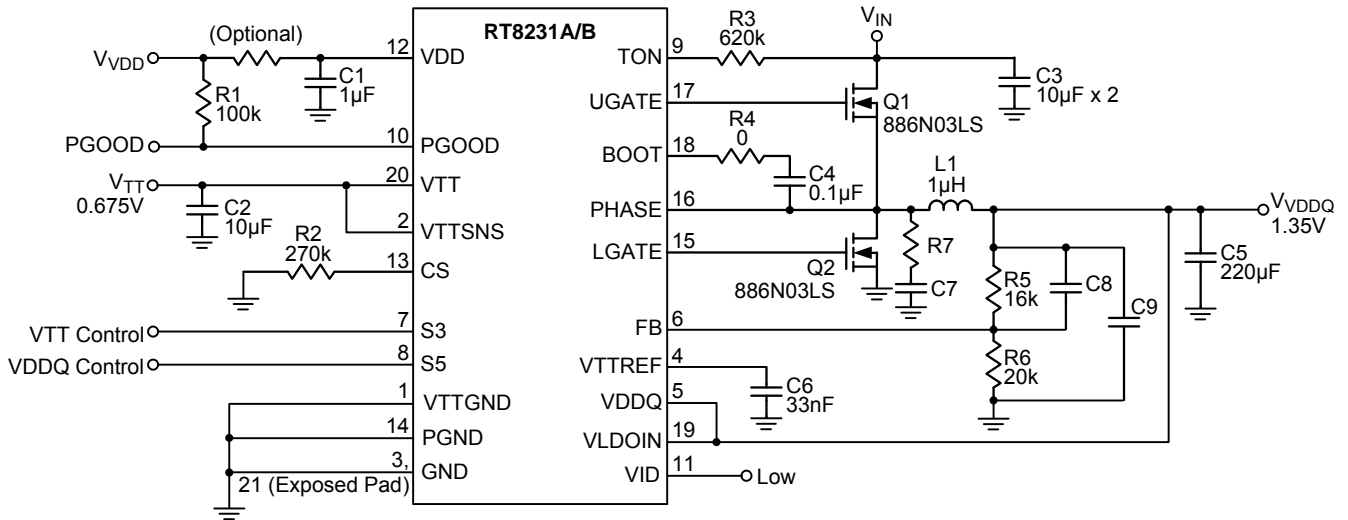 RT8231A/B
(Optional)
V_VDD
R1
100k
C1
1µF
12
VDD
PGOOD
10
PGOOD
V_TT
0.675V
C2
10µF
20
VTT
2
VTTSNS
R2
270k
13
CS
VTT Control
7
S3
VDDQ Control
8
S5
1
VTTGND
14
PGND
3,
21 (Exposed Pad)
GND
TON
9
R3
620k
V_IN
C3
10µF x 2
UGATE
17
Q1
886N03LS
BOOT
18
R4
0
C4
0.1µF
PHASE
16
L1
1µH
V_VDDQ
1.35V
LGATE
15
Q2
886N03LS
R7
C7
R5
16k
C8
C9
C5
220µF
FB
6
R6
20k
VTTREF
4
C6
33nF
VDDQ
5
VLDOIN
19
VID
11
Low